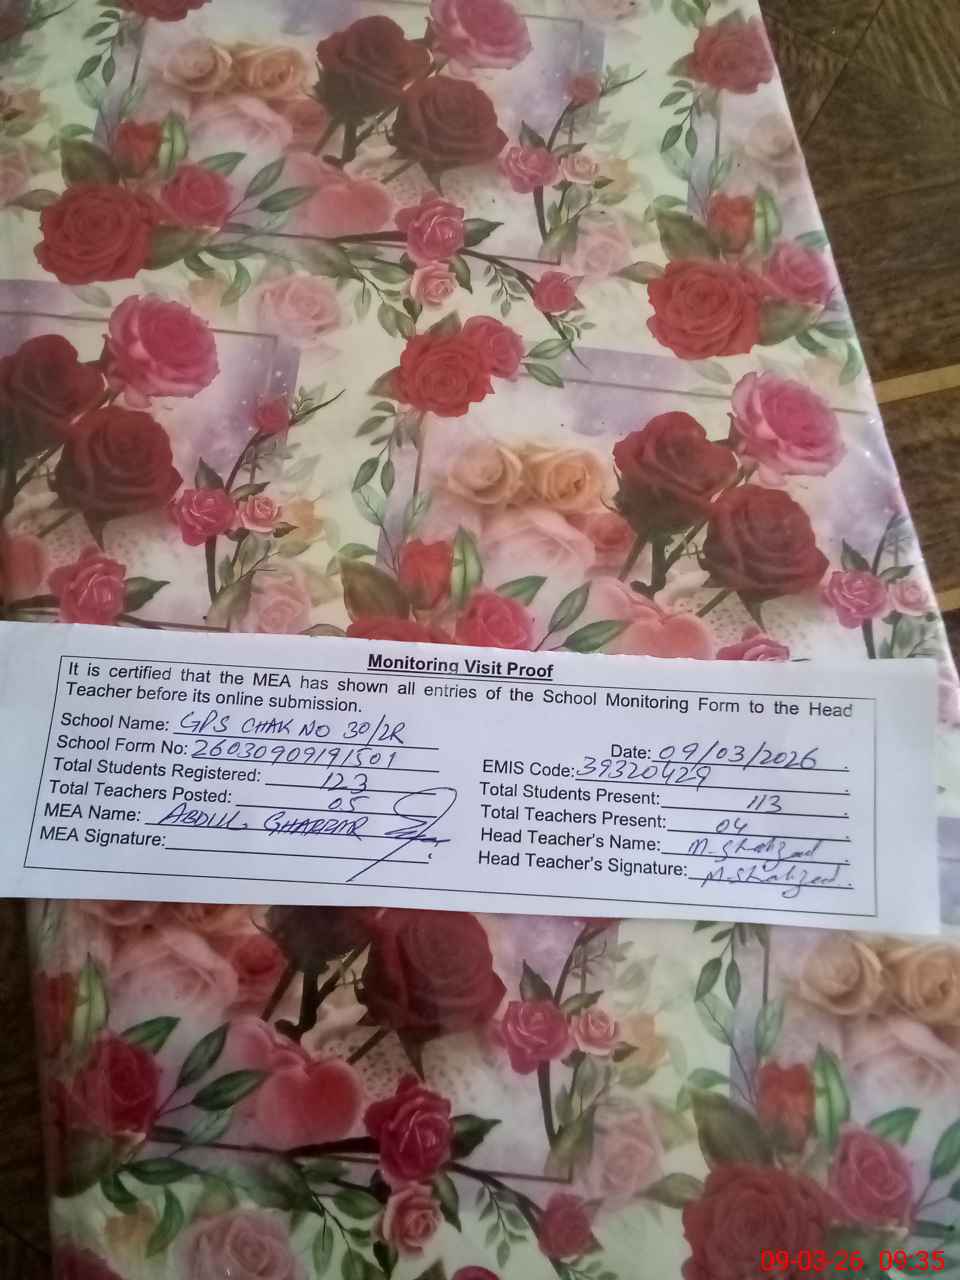 Monitoring Visit Proof
It is certified that the MEA has shown all entries of the School Monitoring Form to the Head
Teacher before its online submission.
School Name: GPS CHAK NO 30/2R
Date: 09/03/2026
School Form No: 26030909191501
EMIS Code: 39320429
Total Students Registered: 123
Total Students Present: 113
Total Teachers Posted: 05
Total Teachers Present: 04
MEA Name: ABDUL GHAFFAR
Head Teacher's Name: M. Shahzad
MEA Signature:
Head Teacher's Signature: M. Shahzad
09-03-26 09:35